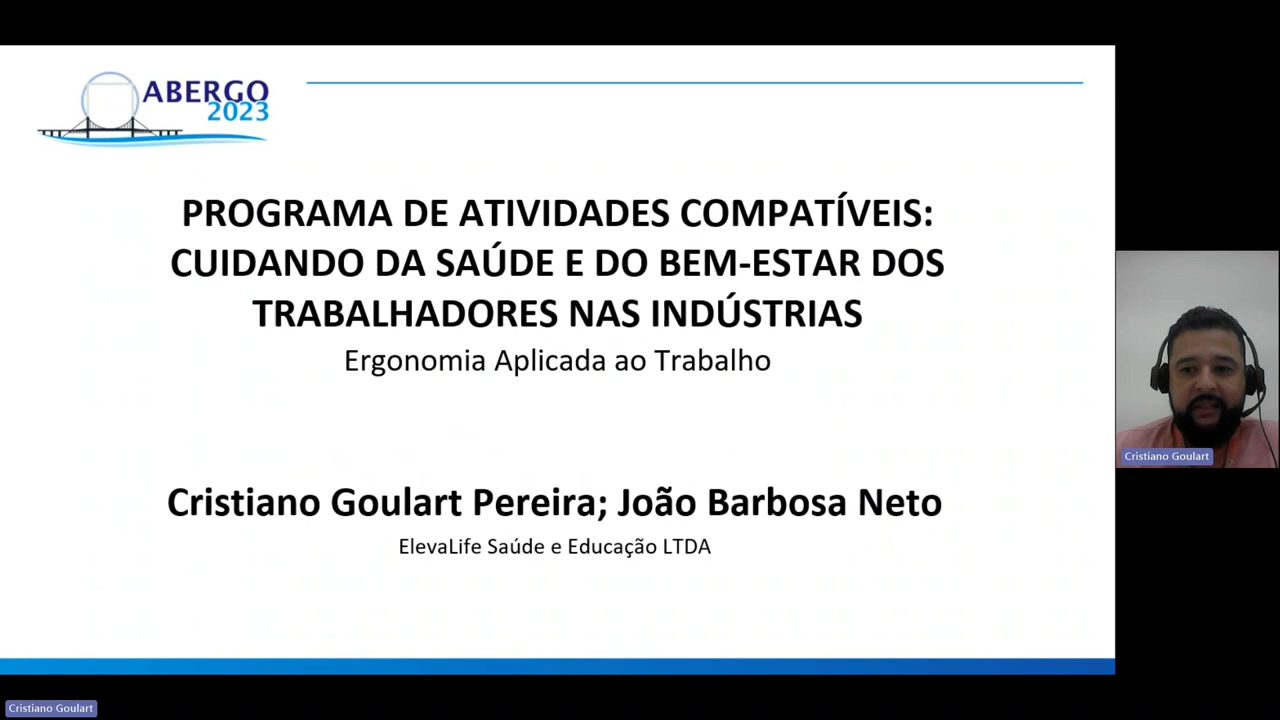 ABERGO
2023
PROGRAMA DE ATIVIDADES COMPATÍVEIS:
CUIDANDO DA SAÚDE E DO BEM-ESTAR DOS
TRABALHADORES NAS INDÚSTRIAS
Ergonomia Aplicada ao Trabalho
Cristiano Goulart Pereira; João Barbosa Neto
ElevaLife Saúde e Educação LTDA
Cristiano Goulart
Cristiano Goulart